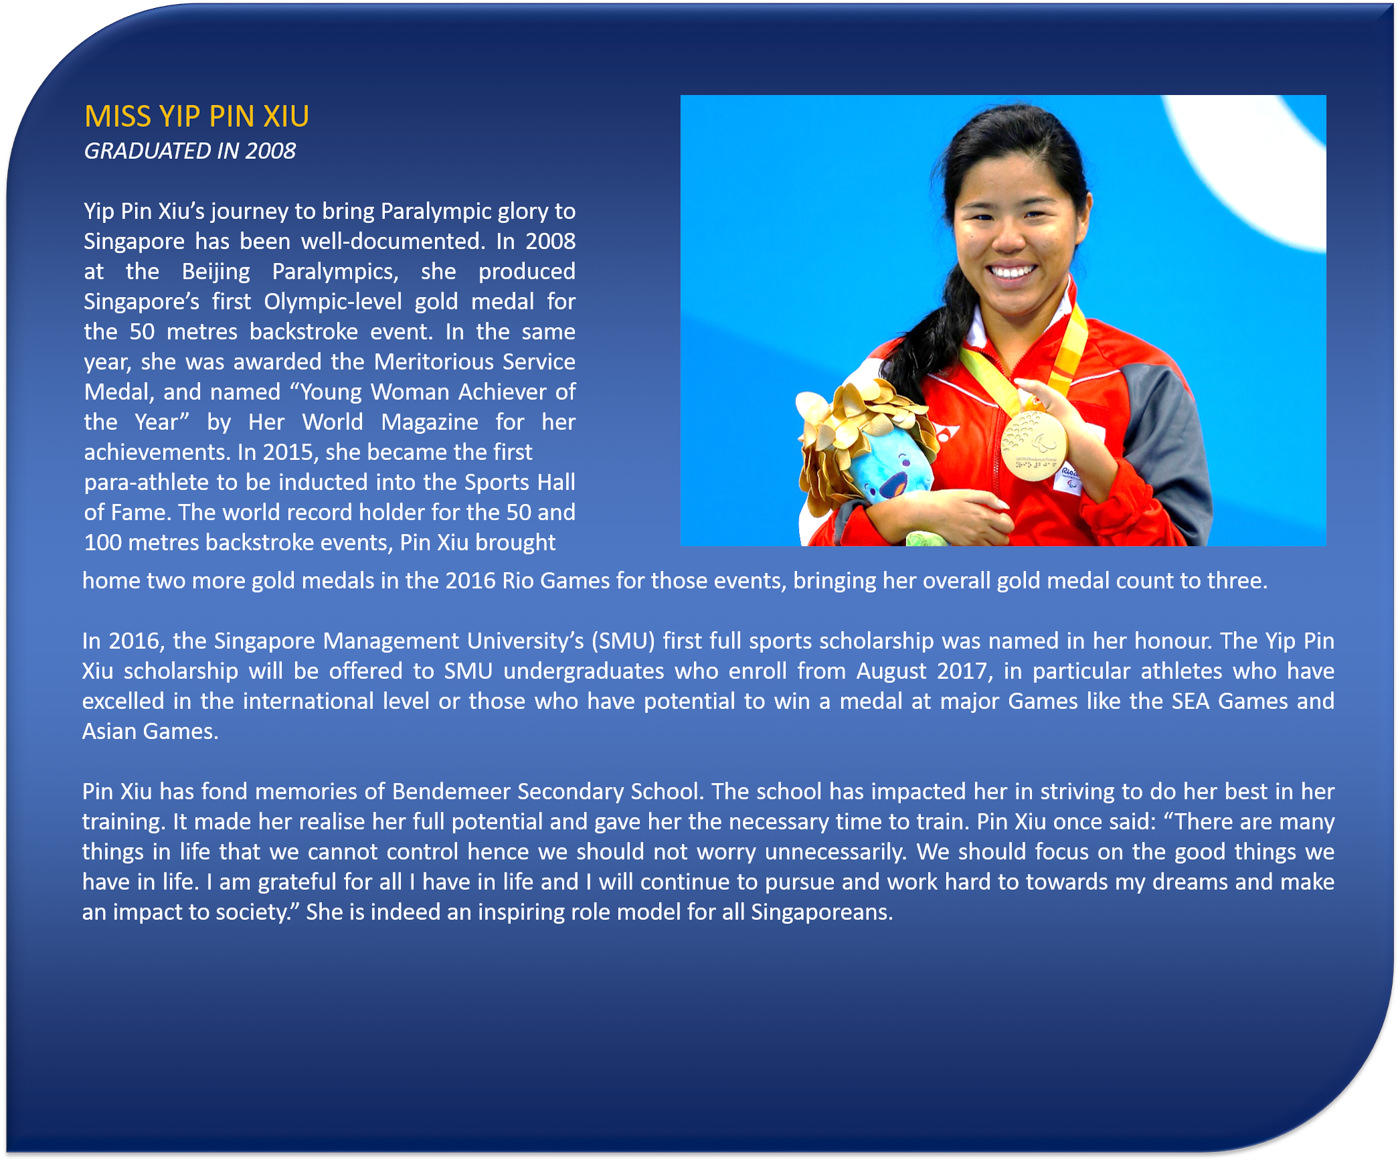 MISS YIP PIN XIU
GRADUATED IN 2008
Yip Pin Xiu’s journey to bring Paralympic glory to
Singapore has been well-documented. In 2008
at the Beijing Paralympics, she produced
Singapore’s first Olympic-level gold medal for
the 50 metres backstroke event. In the same
year, she was awarded the Meritorious Service
Medal, and named “Young Woman Achiever of
the Year” by Her World Magazine for her
achievements. In 2015, she became the first
para-athlete to be inducted into the Sports Hall
of Fame. The world record holder for the 50 and
100 metres backstroke events, Pin Xiu brought
home two more gold medals in the 2016 Rio Games for those events, bringing her overall gold medal count to three.
In 2016, the Singapore Management University’s (SMU) first full sports scholarship was named in her honour. The Yip Pin
Xiu scholarship will be offered to SMU undergraduates who enroll from August 2017, in particular athletes who have
excelled in the international level or those who have potential to win a medal at major Games like the SEA Games and
Asian Games.
Pin Xiu has fond memories of Bendemeer Secondary School. The school has impacted her in striving to do her best in her
training. It made her realise her full potential and gave her the necessary time to train. Pin Xiu once said: “There are many
things in life that we cannot control hence we should not worry unnecessarily. We should focus on the good things we
have in life. I am grateful for all I have in life and I will continue to pursue and work hard to towards my dreams and make
an impact to society.” She is indeed an inspiring role model for all Singaporeans.